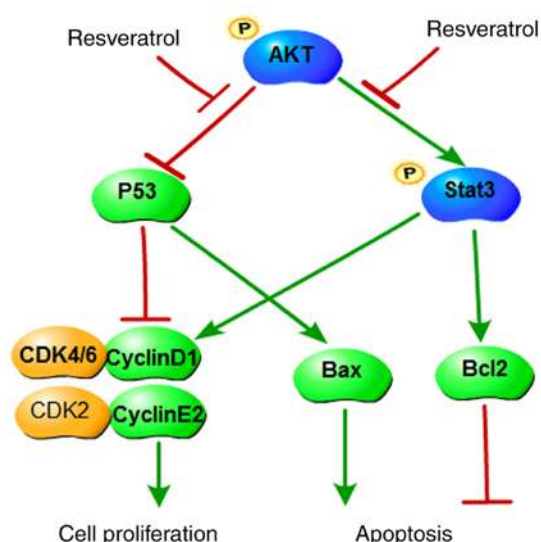 Resveratrol
P
AKT
Resveratrol
P53
P
Stat3
CDK4/6
CyclinD1
Bax
Bcl2
CDK2
CyclinE2
Cell proliferation
Apoptosis